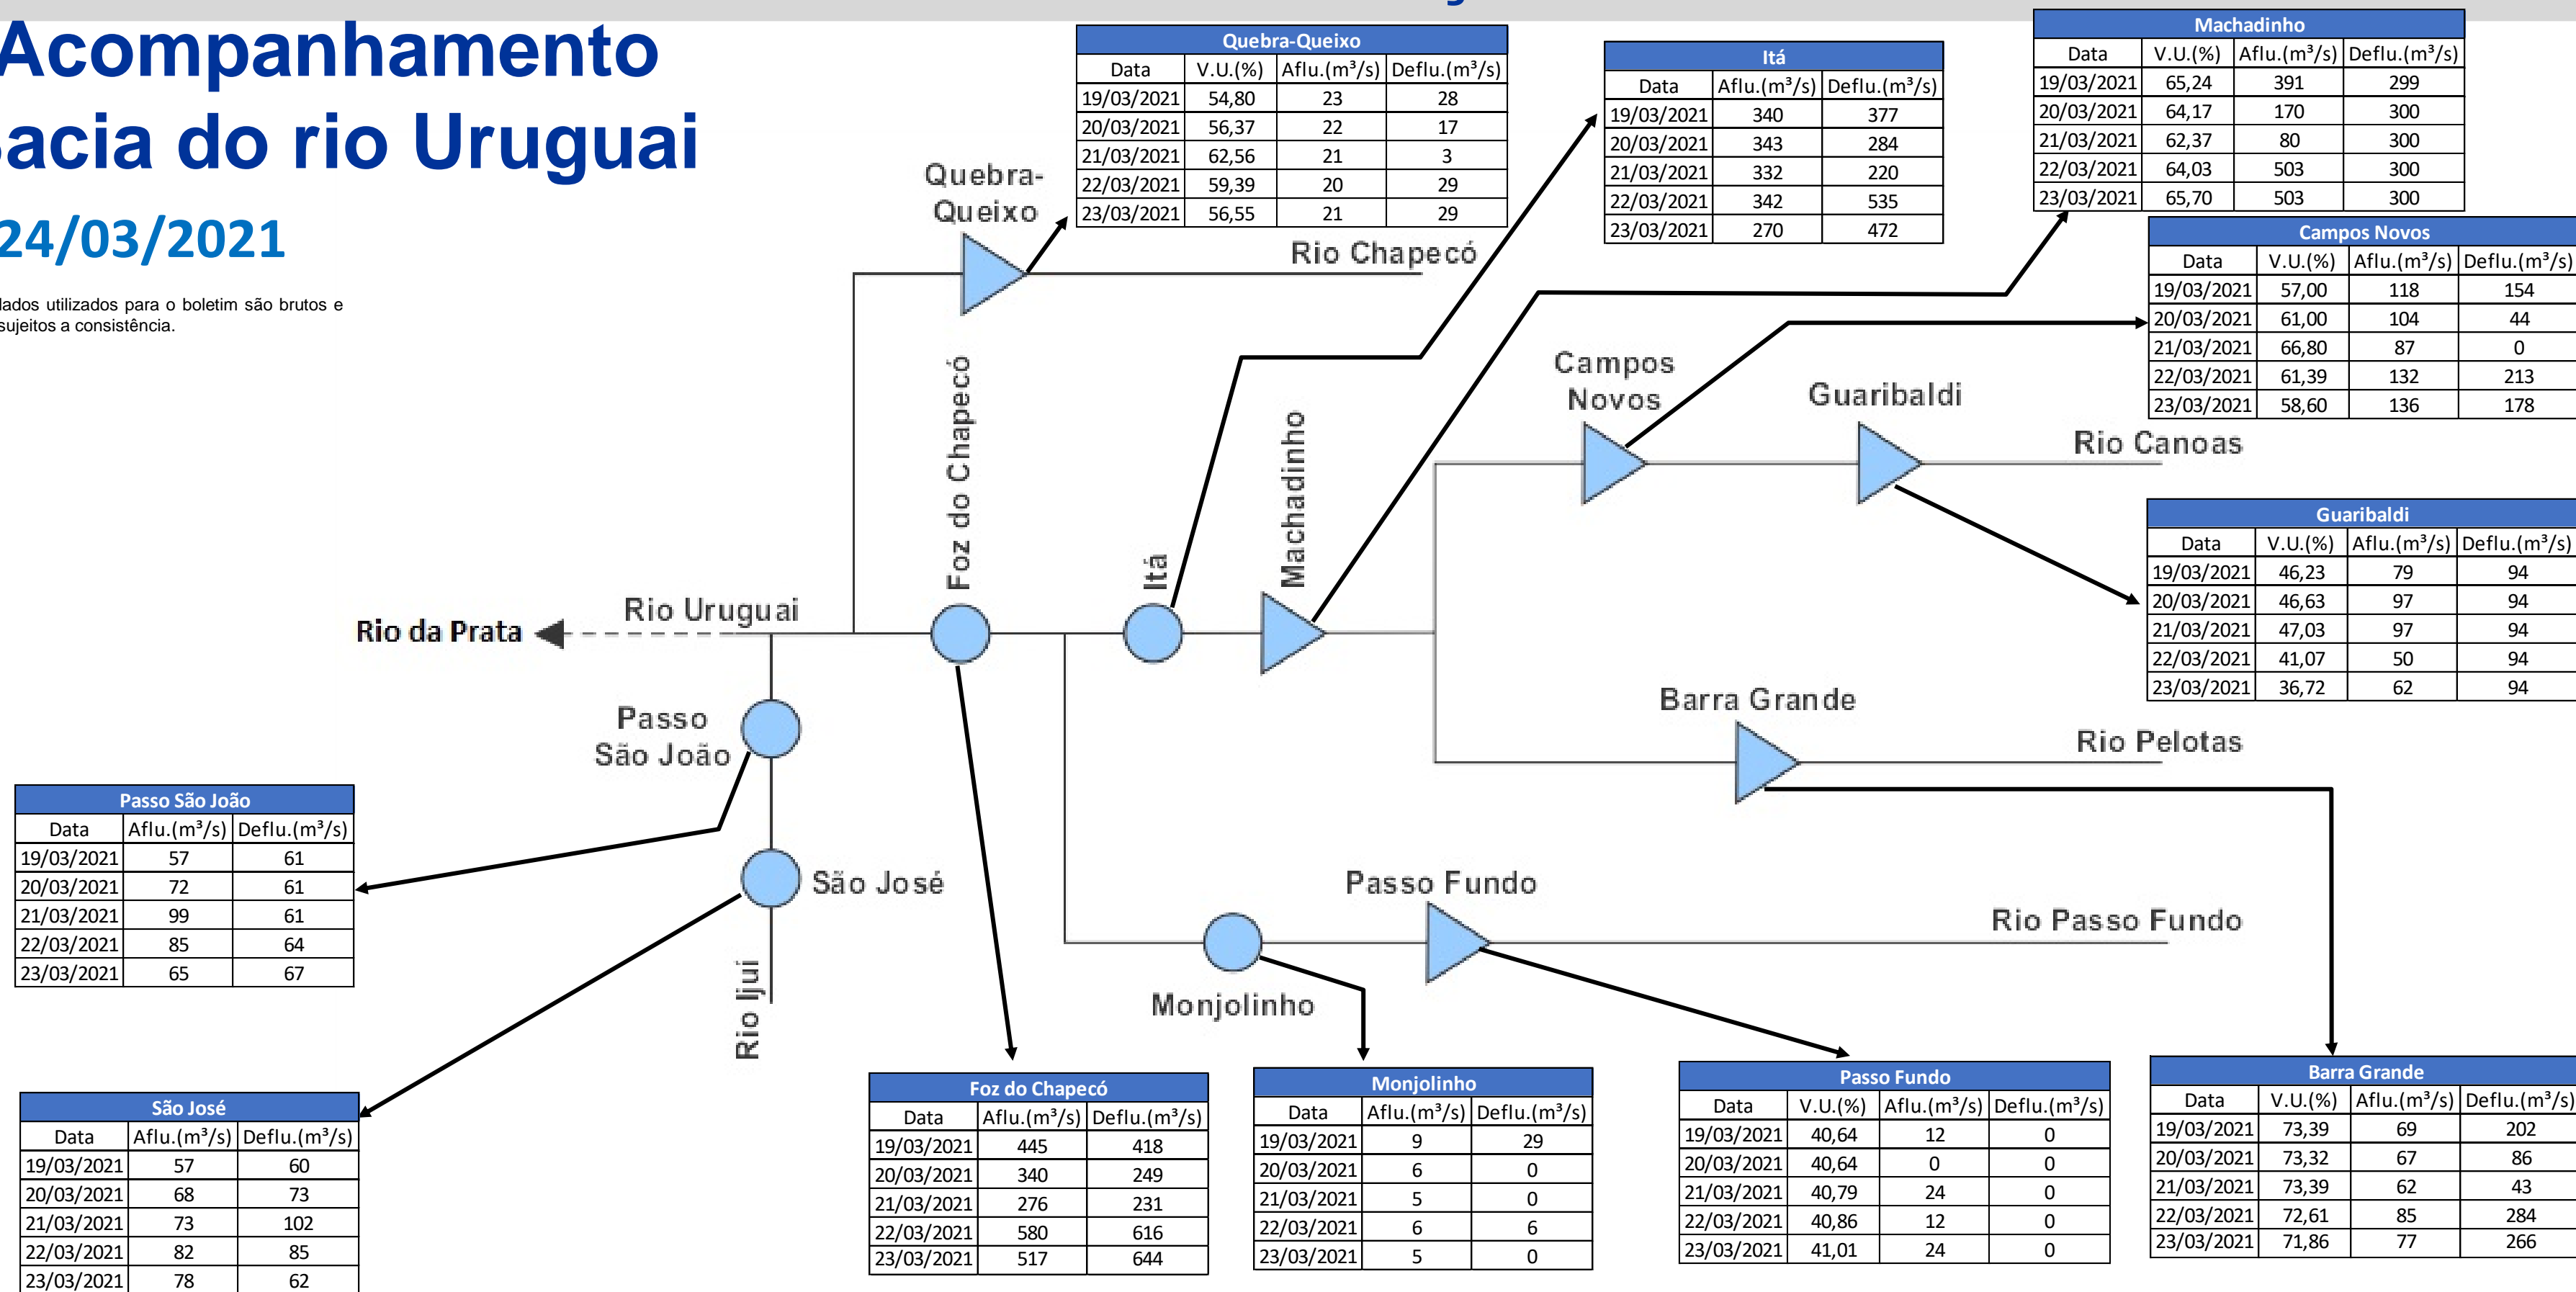 Acompanhamento
Bacia do rio Uruguai
24/03/2021
dados utilizados para o boletim são brutos e
sujeitos a consistência.
Quebra-Queixo
Data V.U.(%) Aflu.(m³/s) Deflu.(m³/s)
19/03/2021 54,80 23 28
20/03/2021 56,37 22 17
21/03/2021 62,56 21 3
22/03/2021 59,39 20 29
23/03/2021 56,55 21 29
Itá
Data Aflu.(m³/s) Deflu.(m³/s)
19/03/2021 340 377
20/03/2021 343 284
21/03/2021 332 220
22/03/2021 342 535
23/03/2021 270 472
Machadinho
Data V.U.(%) Aflu.(m³/s) Deflu.(m³/s)
19/03/2021 65,24 391 299
20/03/2021 64,17 170 300
21/03/2021 62,37 80 300
22/03/2021 64,03 503 300
23/03/2021 65,70 503 300
Campos Novos
Data V.U.(%) Aflu.(m³/s) Deflu.(m³/s)
19/03/2021 57,00 118 154
20/03/2021 61,00 104 44
21/03/2021 66,80 87 0
22/03/2021 61,39 132 213
23/03/2021 58,60 136 178
Guaribaldi
Data V.U.(%) Aflu.(m³/s) Deflu.(m³/s)
19/03/2021 46,23 79 94
20/03/2021 46,63 97 94
21/03/2021 47,03 97 94
22/03/2021 41,07 50 94
23/03/2021 36,72 62 94
Quebra-
Queixo
Rio Chapecó
Foz do Chapecó
Itá
Machadinho
Campos
Novos
Guaribaldi
Rio Canoas
Rio da Prata
Rio Uruguai
Barra Grande
Rio Pelotas
Passo
São João
São José
Rio Ijuí
Passo Fundo
Rio Passo Fundo
Monjolinho
Passo São João
Data Aflu.(m³/s) Deflu.(m³/s)
19/03/2021 57 61
20/03/2021 72 61
21/03/2021 99 61
22/03/2021 85 64
23/03/2021 65 67
São José
Data Aflu.(m³/s) Deflu.(m³/s)
19/03/2021 57 60
20/03/2021 68 73
21/03/2021 73 102
22/03/2021 82 85
23/03/2021 78 62
Foz do Chapecó
Data Aflu.(m³/s) Deflu.(m³/s)
19/03/2021 445 418
20/03/2021 340 249
21/03/2021 276 231
22/03/2021 580 616
23/03/2021 517 644
Monjolinho
Data Aflu.(m³/s) Deflu.(m³/s)
19/03/2021 9 29
20/03/2021 6 0
21/03/2021 5 0
22/03/2021 6 6
23/03/2021 5 0
Passo Fundo
Data V.U.(%) Aflu.(m³/s) Deflu.(m³/s)
19/03/2021 40,64 12 0
20/03/2021 40,64 0 0
21/03/2021 40,79 24 0
22/03/2021 40,86 12 0
23/03/2021 41,01 24 0
Barra Grande
Data V.U.(%) Aflu.(m³/s) Deflu.(m³/s)
19/03/2021 73,39 69 202
20/03/2021 73,32 67 86
21/03/2021 73,39 62 43
22/03/2021 72,61 85 284
23/03/2021 71,86 77 266